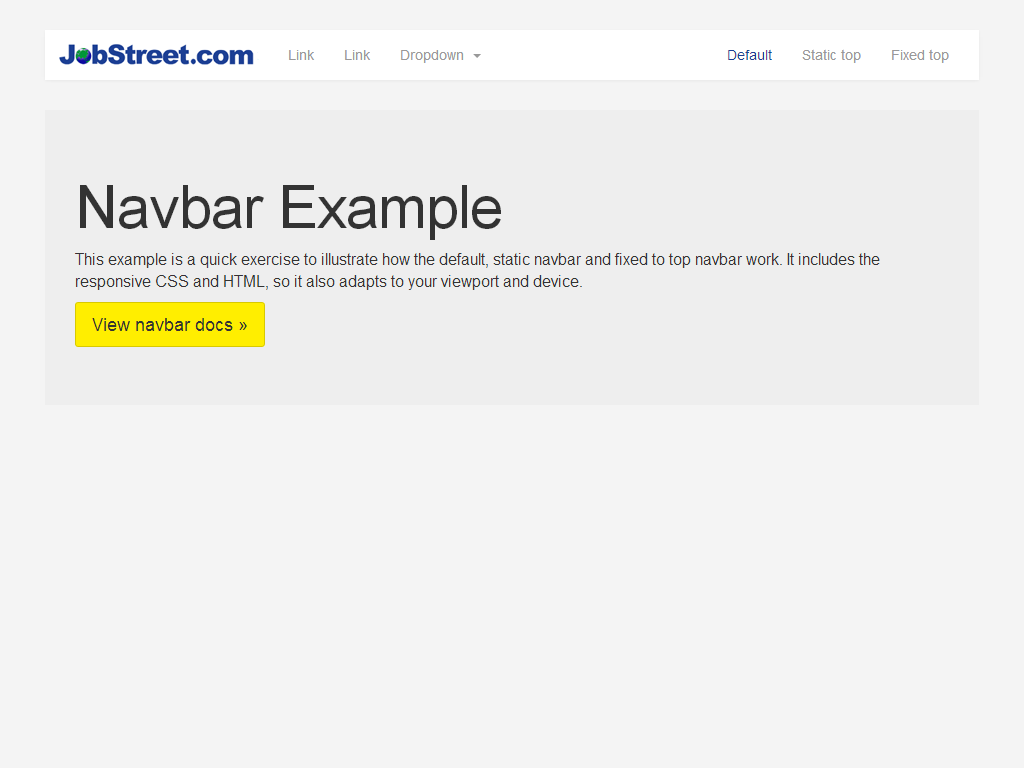 JobStreet.com Link Link Dropdown Default Static top Fixed top
Navbar Example
This example is a quick exercise to illustrate how the default, static navbar and fixed to top navbar work. It includes the
responsive CSS and HTML, so it also adapts to your viewport and device.
View navbar docs »